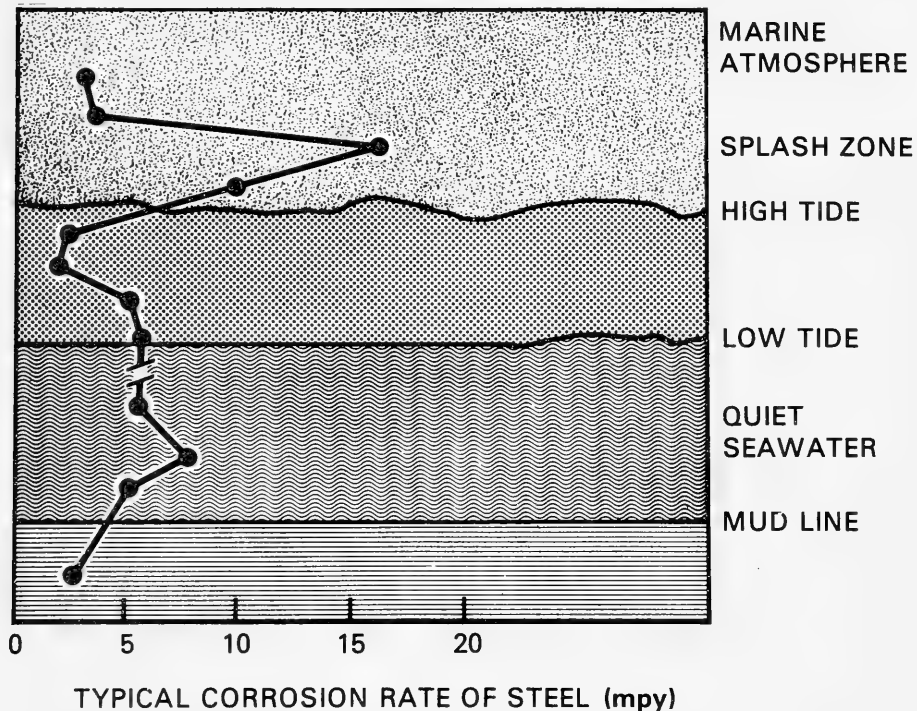 MARINE
ATMOSPHERE
SPLASH ZONE
HIGH TIDE
LOW TIDE
QUIET
SEAWATER
MUD LINE
0 5 10 15 20
TYPICAL CORROSION RATE OF STEEL (mpy)